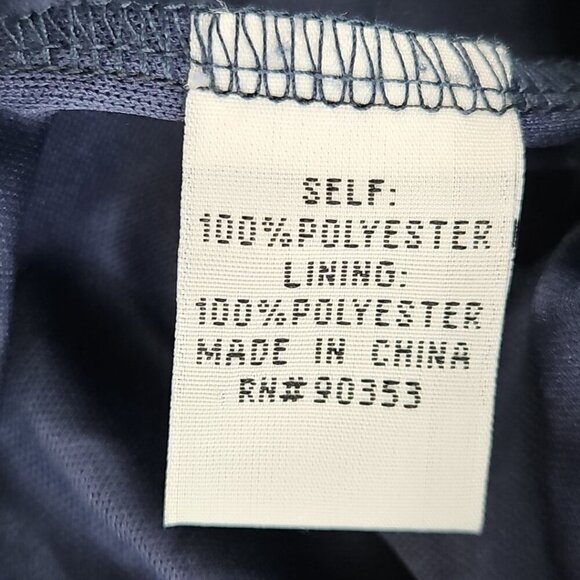 SELF:
100%POLYESTER
LINING:
100%POLYESTER
MADE IN CHINA
RN#90353